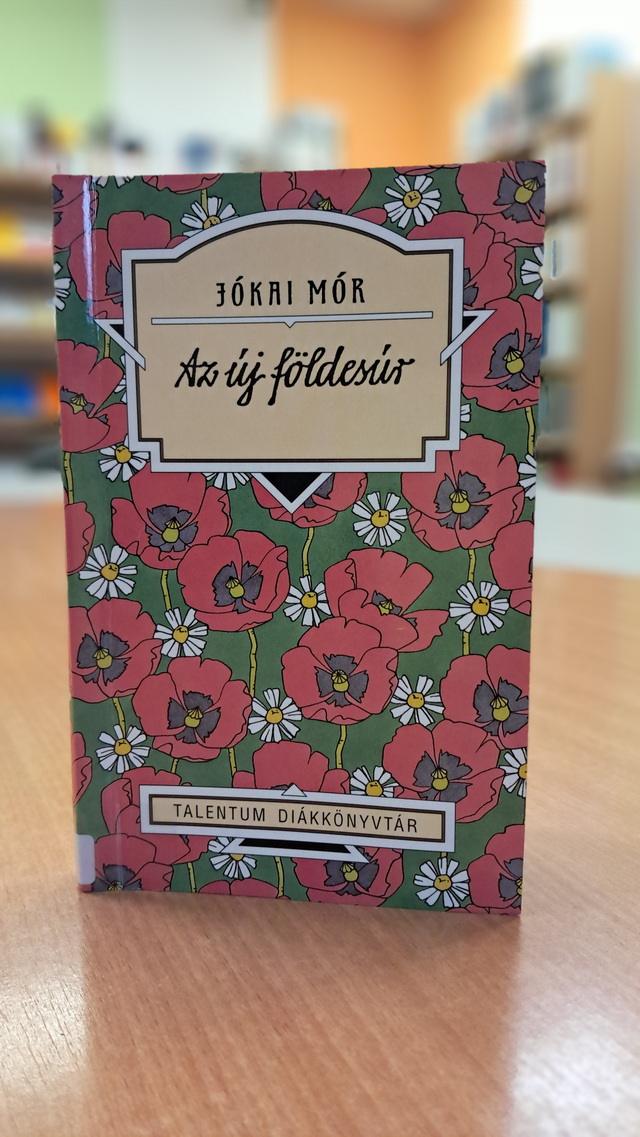 JÓKAI MÓR
Az új földesúr
TALENTUM DIÁKKÖNYVTÁR